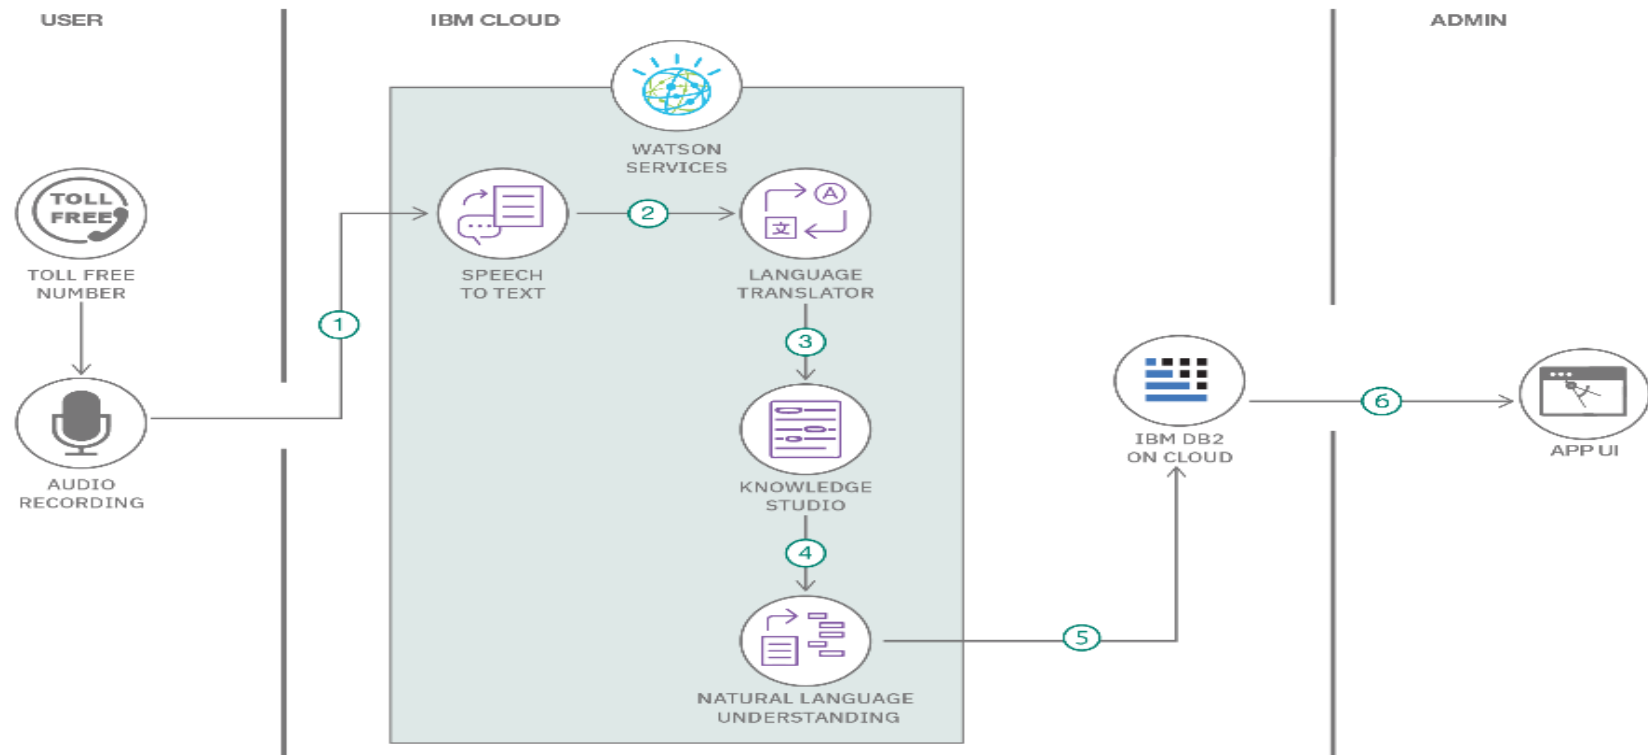 USER
IBM CLOUD
ADMIN
WATSON
SERVICES
TOLL
FREE
TOLL FREE
NUMBER
AUDIO
RECORDING
1
SPEECH
TO TEXT
2
A
文
LANGUAGE
TRANSLATOR
3
KNOWLEDGE
STUDIO
4
NATURAL LANGUAGE
UNDERSTANDING
5
IBM DB2
ON CLOUD
6
APP UI